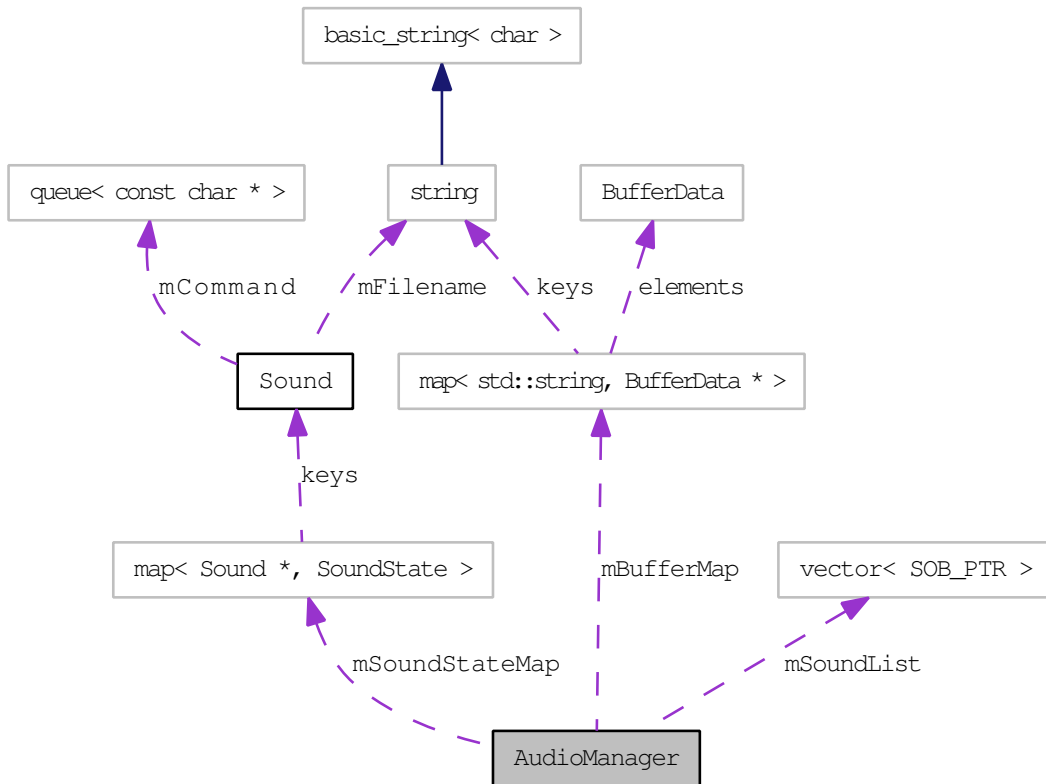 basic_string< char >
queue< const char * >
string
BufferData
mCommand
mFilename
keys
elements
Sound
map< std::string, BufferData * >
keys
map< Sound *, SoundState >
mBufferMap
vector< SOB_PTR >
mSoundStateMap
mSoundList
AudioManager